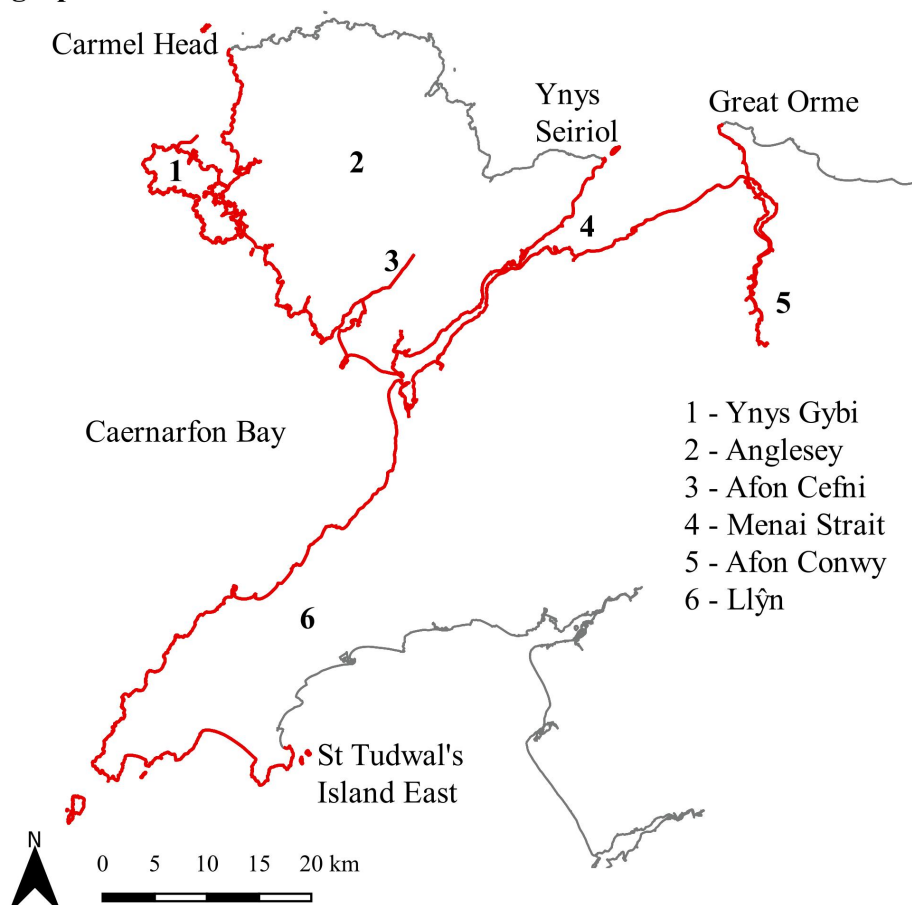 Carmel Head
Ynys
Seiriol
Great Orme
1
2
4
3
5
Caernarfon Bay
1 - Ynys Gybi
2 - Anglesey
3 - Afon Cefni
4 - Menai Strait
5 - Afon Conwy
6 - Llŷn
6
St Tudwal's
Island East
N
0 5 10 15 20 km